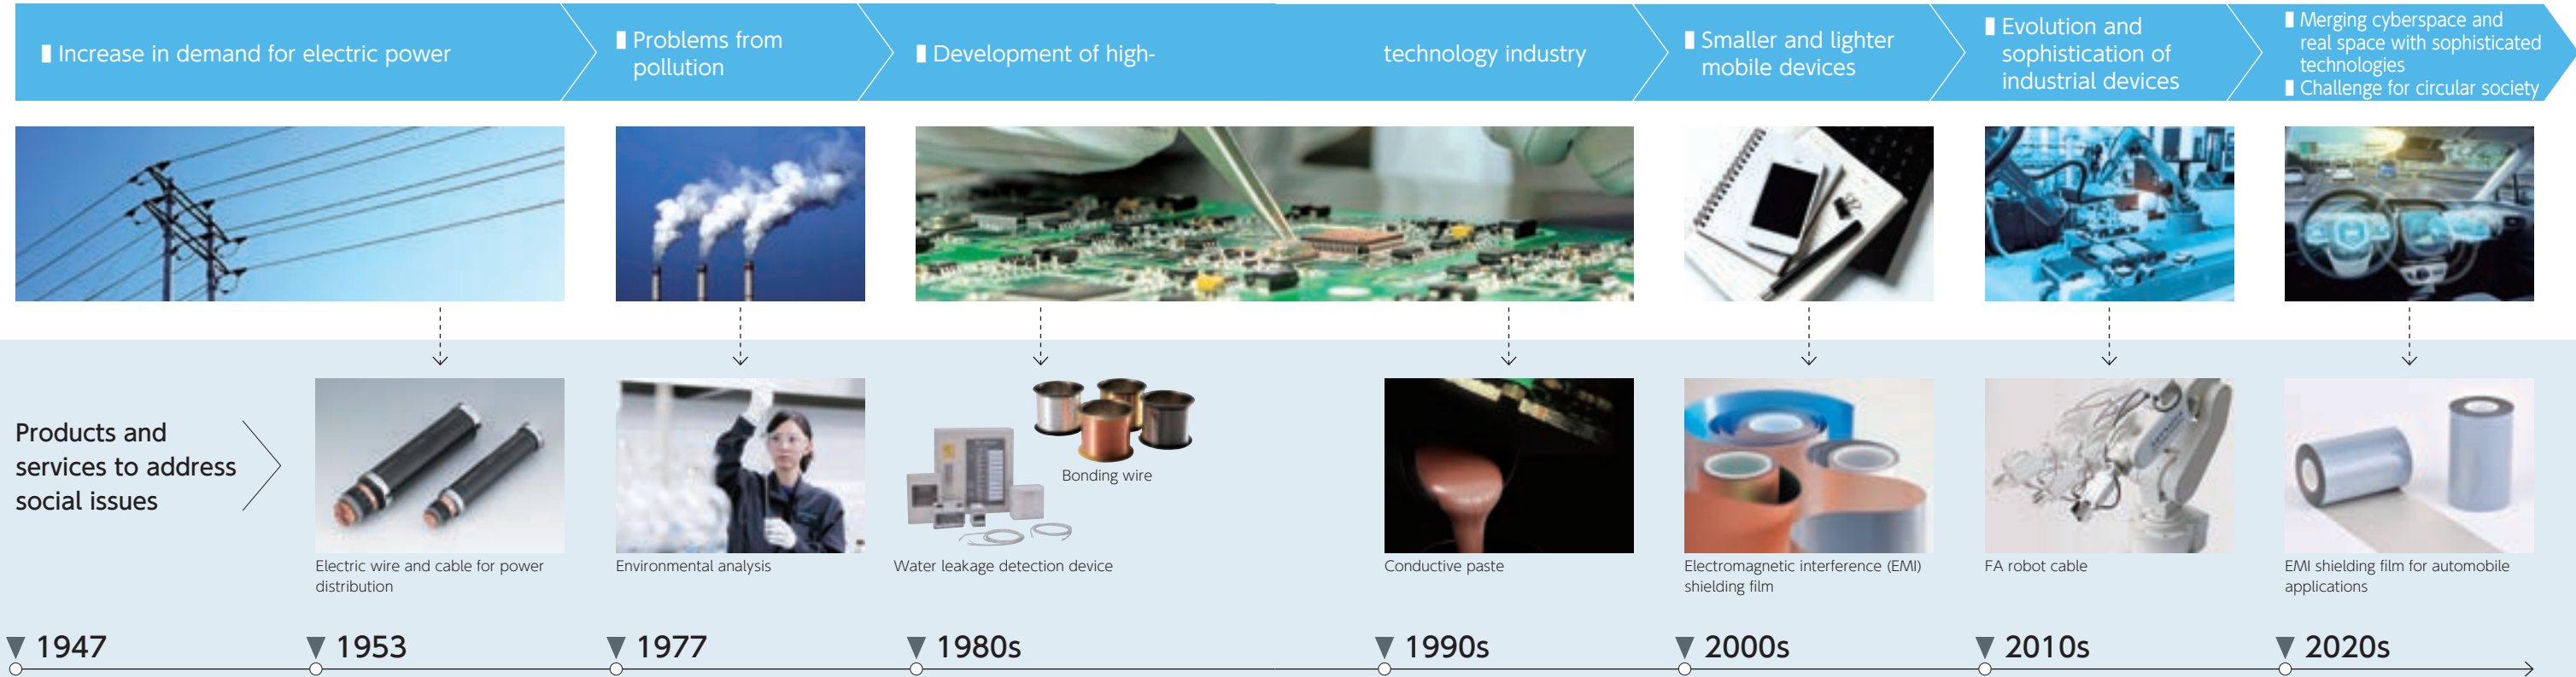 Increase in demand for electric power
Problems from
pollution
Development of high-
technology industry
Smaller and lighter
mobile devices
Evolution and
sophistication of
industrial devices
Merging cyberspace and
real space with sophisticated
technologies
Challenge for circular society
Products and
services to address
social issues
Electric wire and cable for power
distribution
Environmental analysis
Bonding wire
Water leakage detection device
Conductive paste
Electromagnetic interference (EMI)
shielding film
FA robot cable
EMI shielding film for automobile
applications
1947
1953
1977
1980s
1990s
2000s
2010s
2020s